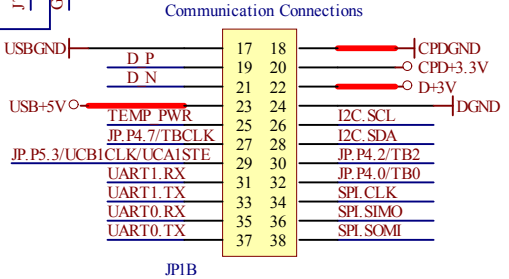 Communication Connections
USBGND 17 18 CPDGND
D P 19 20 CPD+3.3V
D N 21 22 D+3V
USB+5V 23 24 DGND
TEMP PWR 25 26 I2C.SCL
JP.P4.7/TBCLK 27 28 I2C.SDA
JP.P5.3/UCB1CLK/UCA1STE 29 30 JP.P4.2/TB2
UART1.RX 31 32 JP.P4.0/TB0
UART1.TX 33 34 SPI.CLK
UART0.RX 35 36 SPI.SIMO
UART0.TX 37 38 SPI.SOMI
JP1B